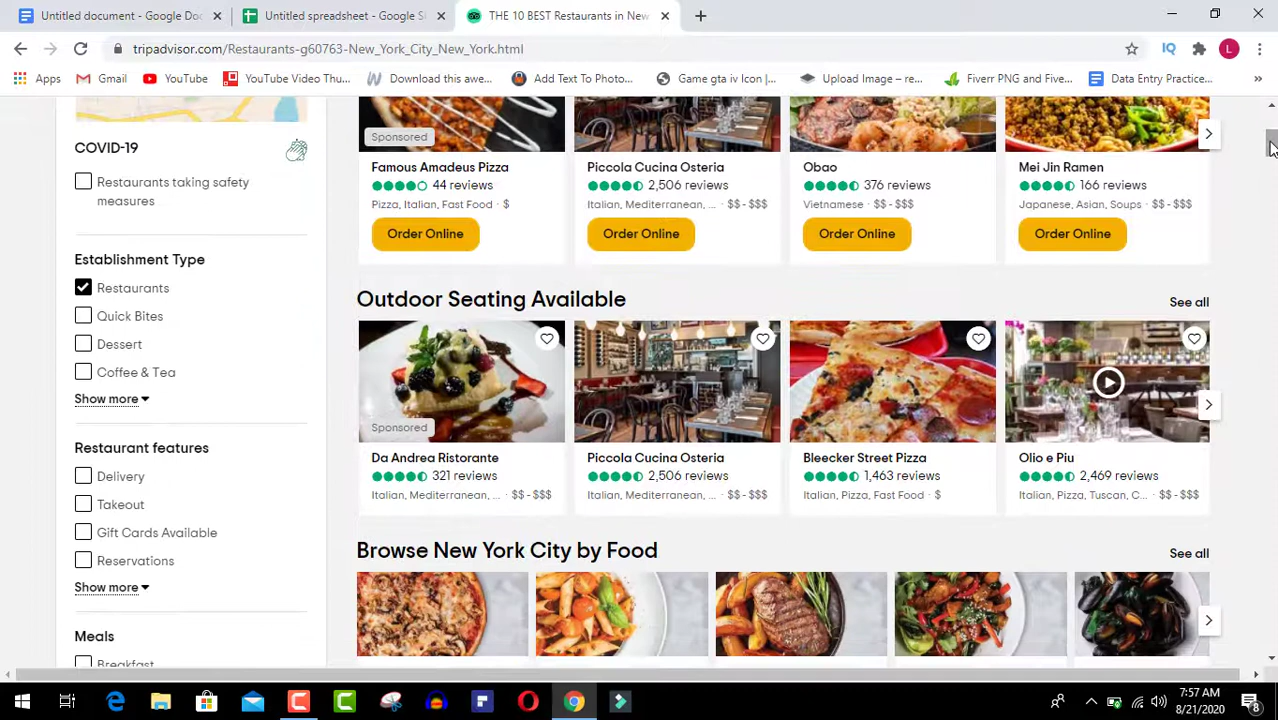 Untitled document - Google Do
Untitled spreadsheet - Google S
THE 10 BEST Restaurants in New
tripadvisor.com/Restaurants-g60763-New_York_City_New_York.html
IQ
L
Apps
Gmail
YouTube
YouTube Video Thu...
Download this awe...
Add Text To Photo...
Game gta iv Icon |...
Upload Image – re...
Fiverr PNG and Five...
Data Entry Practice...
COVID-19
Restaurants taking safety
measures
Establishment Type
Restaurants
Quick Bites
Dessert
Coffee & Tea
Show more
Restaurant features
Delivery
Takeout
Gift Cards Available
Reservations
Show more
Meals
Breakfast
Sponsored
Famous Amadeus Pizza
44 reviews
Pizza, Italian, Fast Food · $
Order Online
Piccola Cucina Osteria
2,506 reviews
Italian, Mediterranean, ... · $$ - $$$
Order Online
Obao
376 reviews
Vietnamese · $$ - $$$
Order Online
Mei Jin Ramen
166 reviews
Japanese, Asian, Soups · $$ - $$$
Order Online
Outdoor Seating Available
See all
Sponsored
Da Andrea Ristorante
321 reviews
Italian, Mediterranean, ... · $$ - $$$
Piccola Cucina Osteria
2,506 reviews
Italian, Mediterranean, ... · $$ - $$$
Bleecker Street Pizza
1,463 reviews
Italian, Pizza, Fast Food · $
Olio e Piu
2,469 reviews
Italian, Pizza, Tuscan, C... · $$ - $$$
Browse New York City by Food
See all
7:57 AM
8/21/2020
8